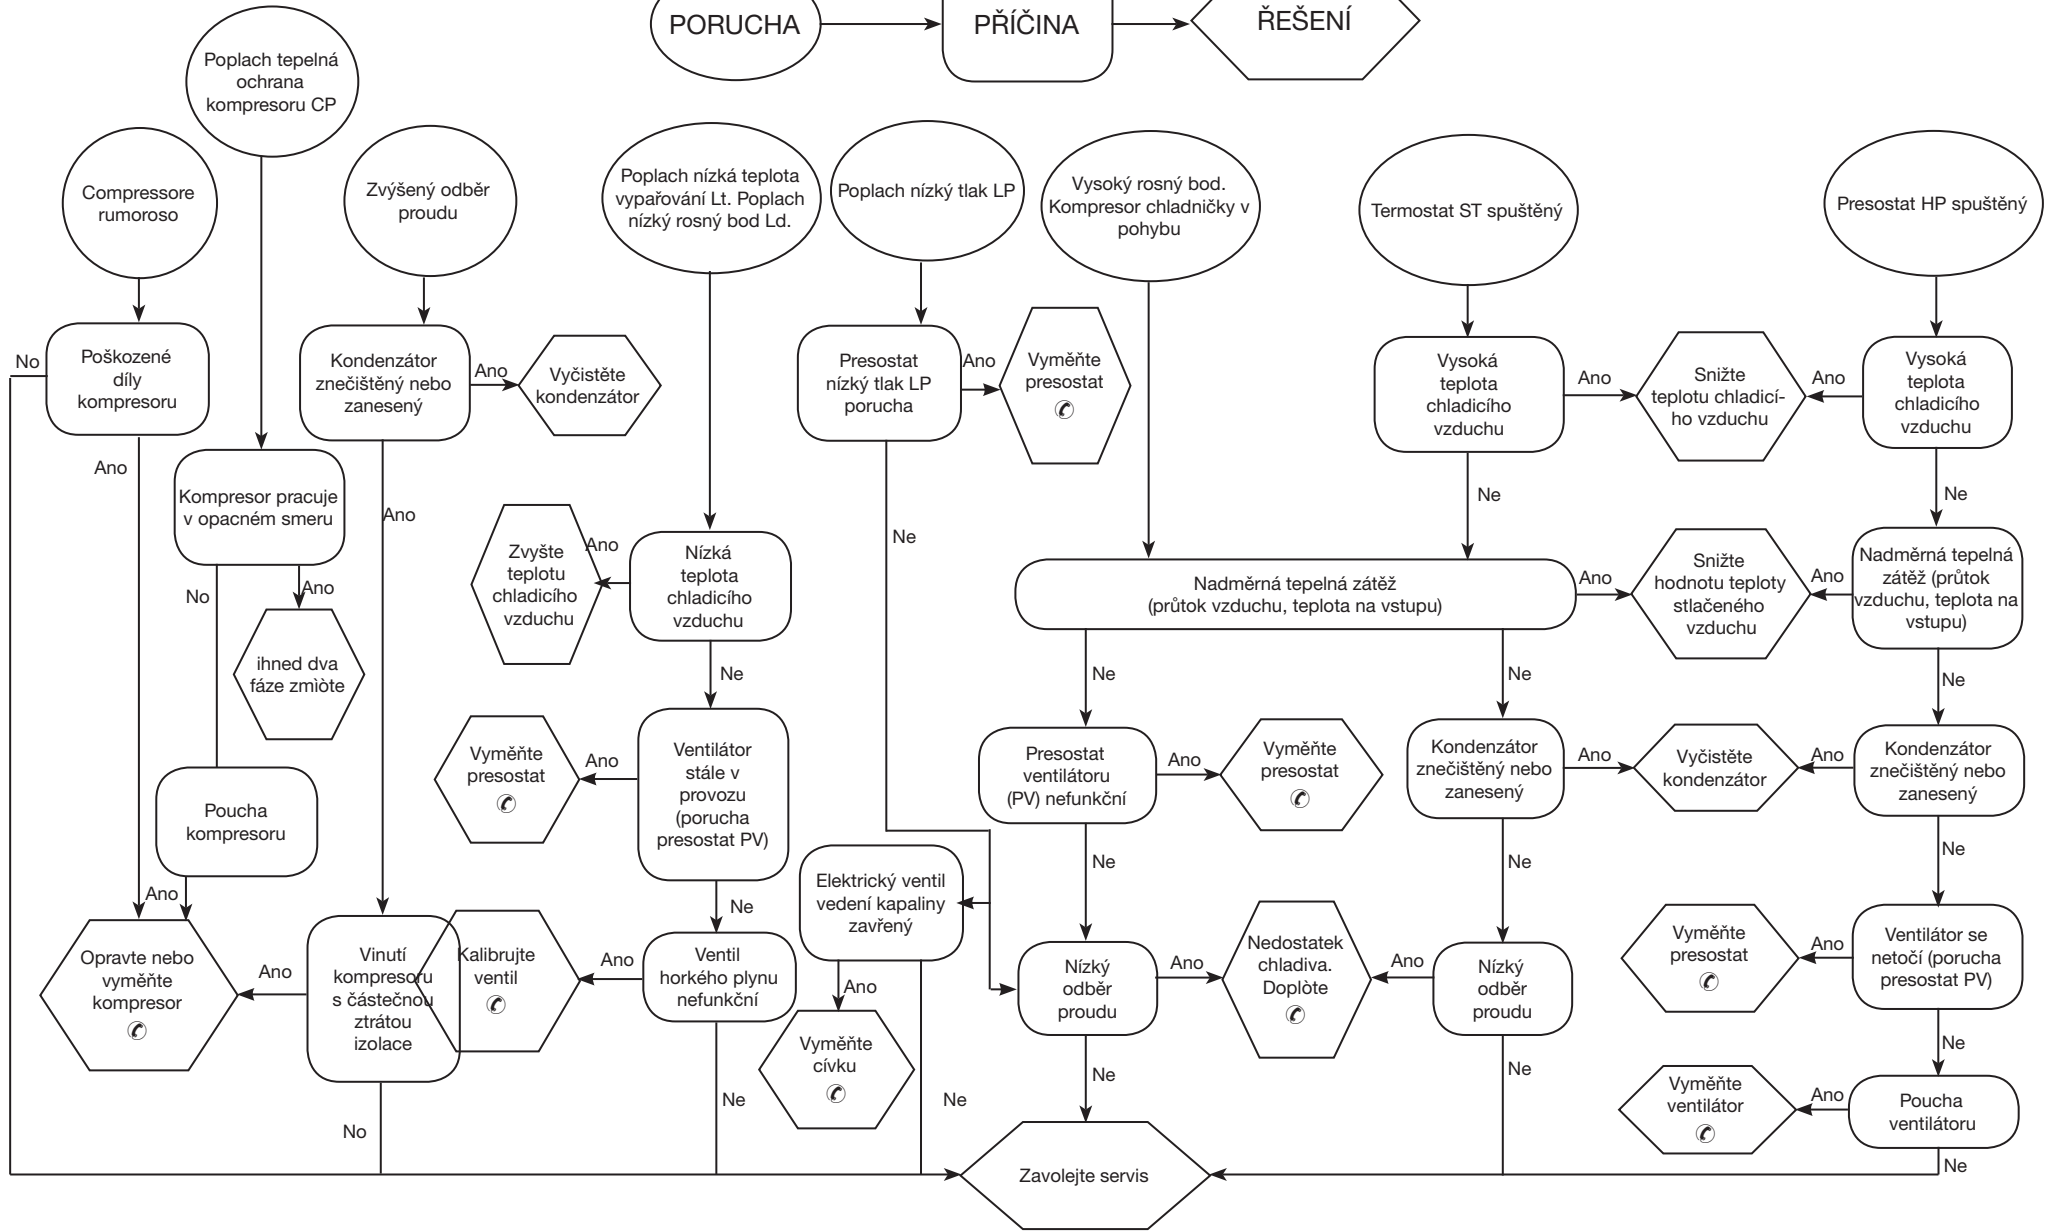 PORUCHA
PŘÍČINA
ŘEŠENÍ
Poplach tepelná
ochrana
kompresoru CP
Compressore
rumoroso
Zvýšený odběr
proudu
Poplach nízká teplota
vypařování Lt. Poplach
nízký rosný bod Ld.
Poplach nízký tlak LP
Vysoký rosný bod.
Kompresor chladničky v
pohybu
Termostat ST spuštěný
Presostat HP spuštěný
No
Poškozené
díly
kompresoru
Kondenzátor
znečištěný nebo
zanesený
Ano
Vyčistěte
kondenzátor
Presostat
nízký tlak LP
porucha
Ano
Vyměňte
presostat
✆
Vysoká
teplota
chladicího
vzduchu
Ano
Snižte
teplotu chladicí-
ho vzduchu
Ano
Vysoká
teplota
chladicího
vzduchu
Ano
Kompresor pracuje
v opacném smeru
Ano
Ne
Ne
Ne
Zvyšte
teplotu
chladicího
vzduchu
Ano
Nízká
teplota
chladicího
vzduchu
Nadměrná tepelná zátěž
(průtok vzduchu, teplota na vstupu)
Ano
Snižte
hodnotu teploty
stlačeného
vzduchu
Ano
Nadměrná tepelná
zátěž (průtok
vzduchu, teplota na
vstupu)
No
Ano
ihned dva
fáze zmìòte
Ne
Ne
Ne
Ne
Vyměňte
presostat
✆
Ano
Ventilátor
stále v
provozu
(porucha
presostat PV)
Presostat
ventilátoru
(PV) nefunkční
Ano
Vyměňte
presostat
✆
Kondenzátor
znečištěný nebo
zanesený
Ano
Vyčistěte
kondenzátor
Ano
Kondenzátor
znečištěný nebo
zanesený
Poucha
kompresoru
Ano
Ne
Elektrický ventil
vedení kapaliny
zavřený
Ne
Ne
Ne
Opravte nebo
vyměňte
kompresor
✆
Ano
Vinutí
kompresoru
s částečnou
ztrátou
izolace
Kalibrujte
ventil
✆
Ano
Ventil
horkého plynu
nefunkční
Ano
Vyměňte
cívku
✆
Nízký
odběr
proudu
Ano
Nedostatek
chladiva.
Doplòte
✆
Ano
Nízký
odběr
proudu
Vyměňte
presostat
✆
Ano
Ventilátor se
netočí (porucha
presostat PV)
Ne
No
Ne
Ne
Ne
Ne
Vyměňte
ventilátor
✆
Ano
Poucha
ventilátoru
Ne
Zavolejte servis